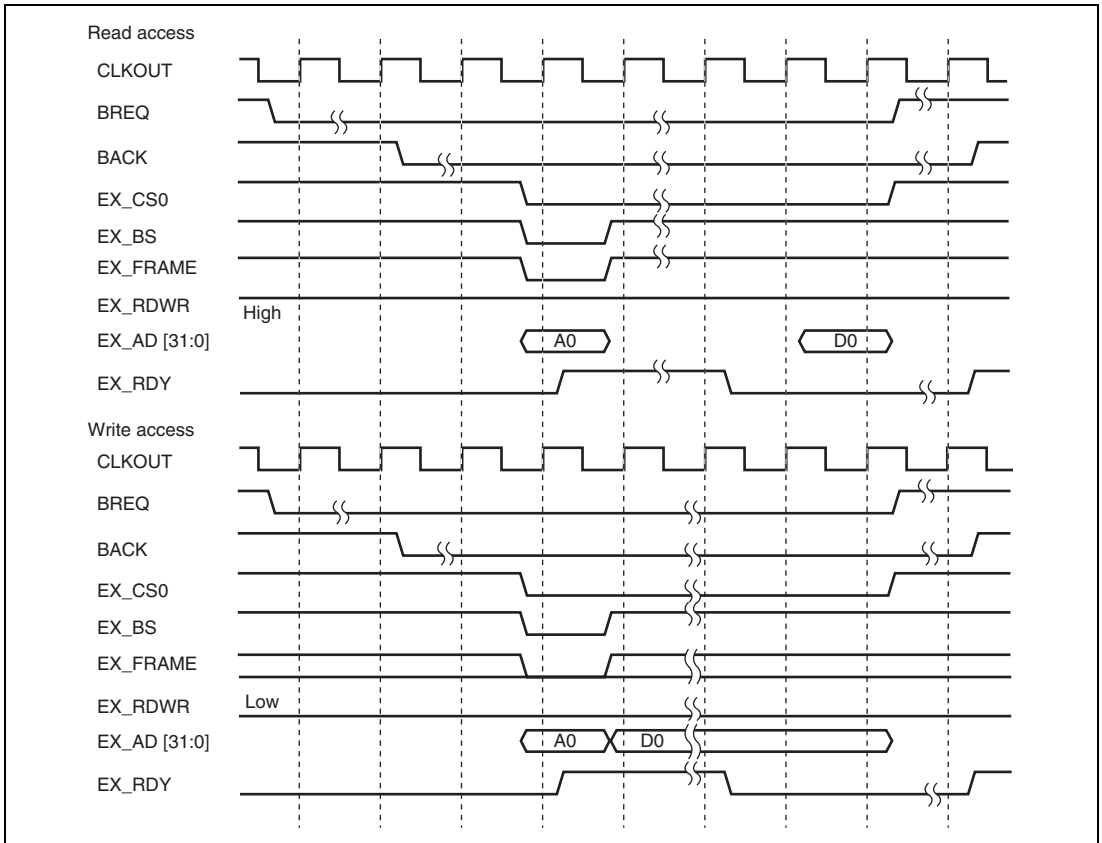 Read access
CLKOUT
BREQ
BACK
EX_CS0
EX_BS
EX_FRAME
EX_RDWR
High
EX_AD [31:0]
A0
D0
EX_RDY
Write access
CLKOUT
BREQ
BACK
EX_CS0
EX_BS
EX_FRAME
EX_RDWR
Low
EX_AD [31:0]
A0
D0
EX_RDY